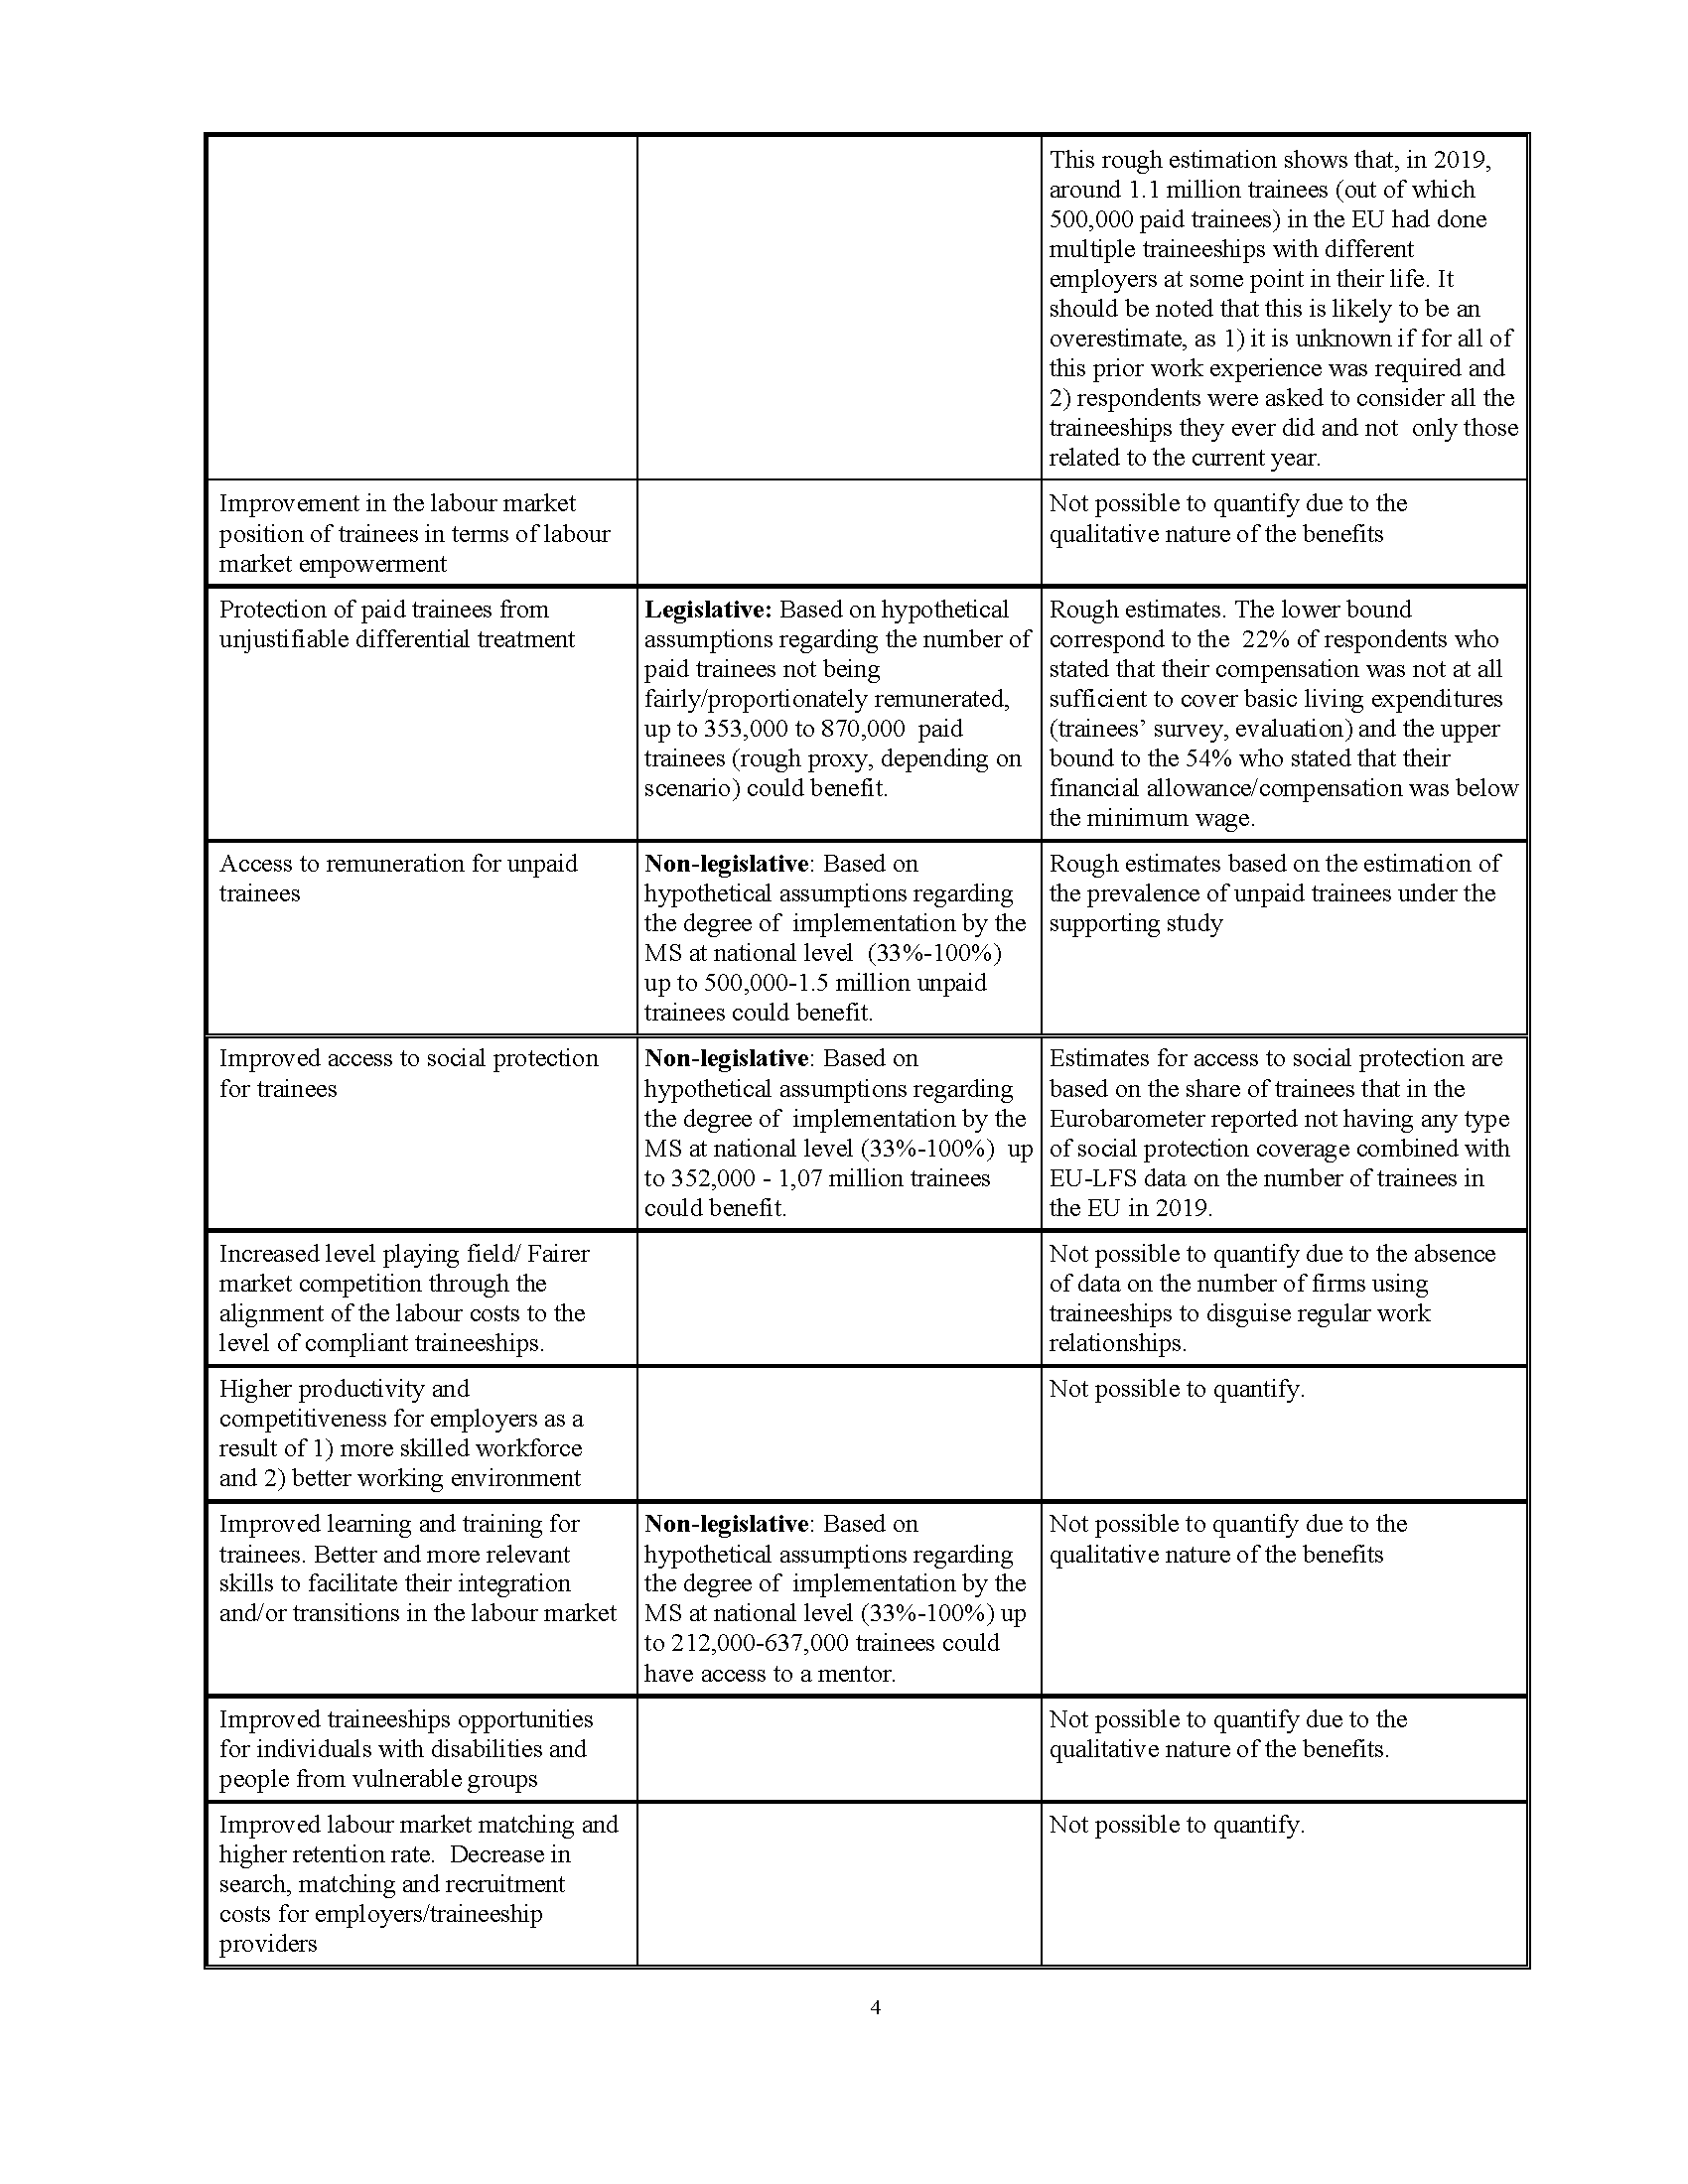 This rough estimation shows that, in 2019,
around 1.1 million trainees (out of which
500,000 paid trainees) in the EU had done
multiple traineeships with different
employers at some point in their life. It
should be noted that this is likely to be an
overestimate, as 1) it is unknown if for all of
this prior work experience was required and
2) respondents were asked to consider all the
traineeships they ever did and not only those
related to the current year.
Improvement in the labour market
position of trainees in terms of labour
market empowerment
Not possible to quantify due to the
qualitative nature of the benefits
Protection of paid trainees from
unjustifiable differential treatment
Legislative: Based on hypothetical
assumptions regarding the number of
paid trainees not being
fairly/proportionately remunerated,
up to 353,000 to 870,000 paid
trainees (rough proxy, depending on
scenario) could benefit.
Rough estimates. The lower bound
correspond to the 22% of respondents who
stated that their compensation was not at all
sufficient to cover basic living expenditures
(trainees’ survey, evaluation) and the upper
bound to the 54% who stated that their
financial allowance/compensation was below
the minimum wage.
Access to remuneration for unpaid
trainees
Non-legislative: Based on
hypothetical assumptions regarding
the degree of implementation by the
MS at national level (33%-100%)
up to 500,000-1.5 million unpaid
trainees could benefit.
Rough estimates based on the estimation of
the prevalence of unpaid trainees under the
supporting study
Improved access to social protection
for trainees
Non-legislative: Based on
hypothetical assumptions regarding
the degree of implementation by the
MS at national level (33%-100%) up
to 352,000 - 1,07 million trainees
could benefit.
Estimates for access to social protection are
based on the share of trainees that in the
Eurobarometer reported not having any type
of social protection coverage combined with
EU-LFS data on the number of trainees in
the EU in 2019.
Increased level playing field/ Fairer
market competition through the
alignment of the labour costs to the
level of compliant traineeships.
Not possible to quantify due to the absence
of data on the number of firms using
traineeships to disguise regular work
relationships.
Higher productivity and
competitiveness for employers as a
result of 1) more skilled workforce
and 2) better working environment
Not possible to quantify.
Improved learning and training for
trainees. Better and more relevant
skills to facilitate their integration
and/or transitions in the labour market
Non-legislative: Based on
hypothetical assumptions regarding
the degree of implementation by the
MS at national level (33%-100%) up
to 212,000-637,000 trainees could
have access to a mentor.
Not possible to quantify due to the
qualitative nature of the benefits
Improved traineeships opportunities
for individuals with disabilities and
people from vulnerable groups
Not possible to quantify due to the
qualitative nature of the benefits.
Improved labour market matching and
higher retention rate. Decrease in
search, matching and recruitment
costs for employers/traineeship
providers
Not possible to quantify.
4